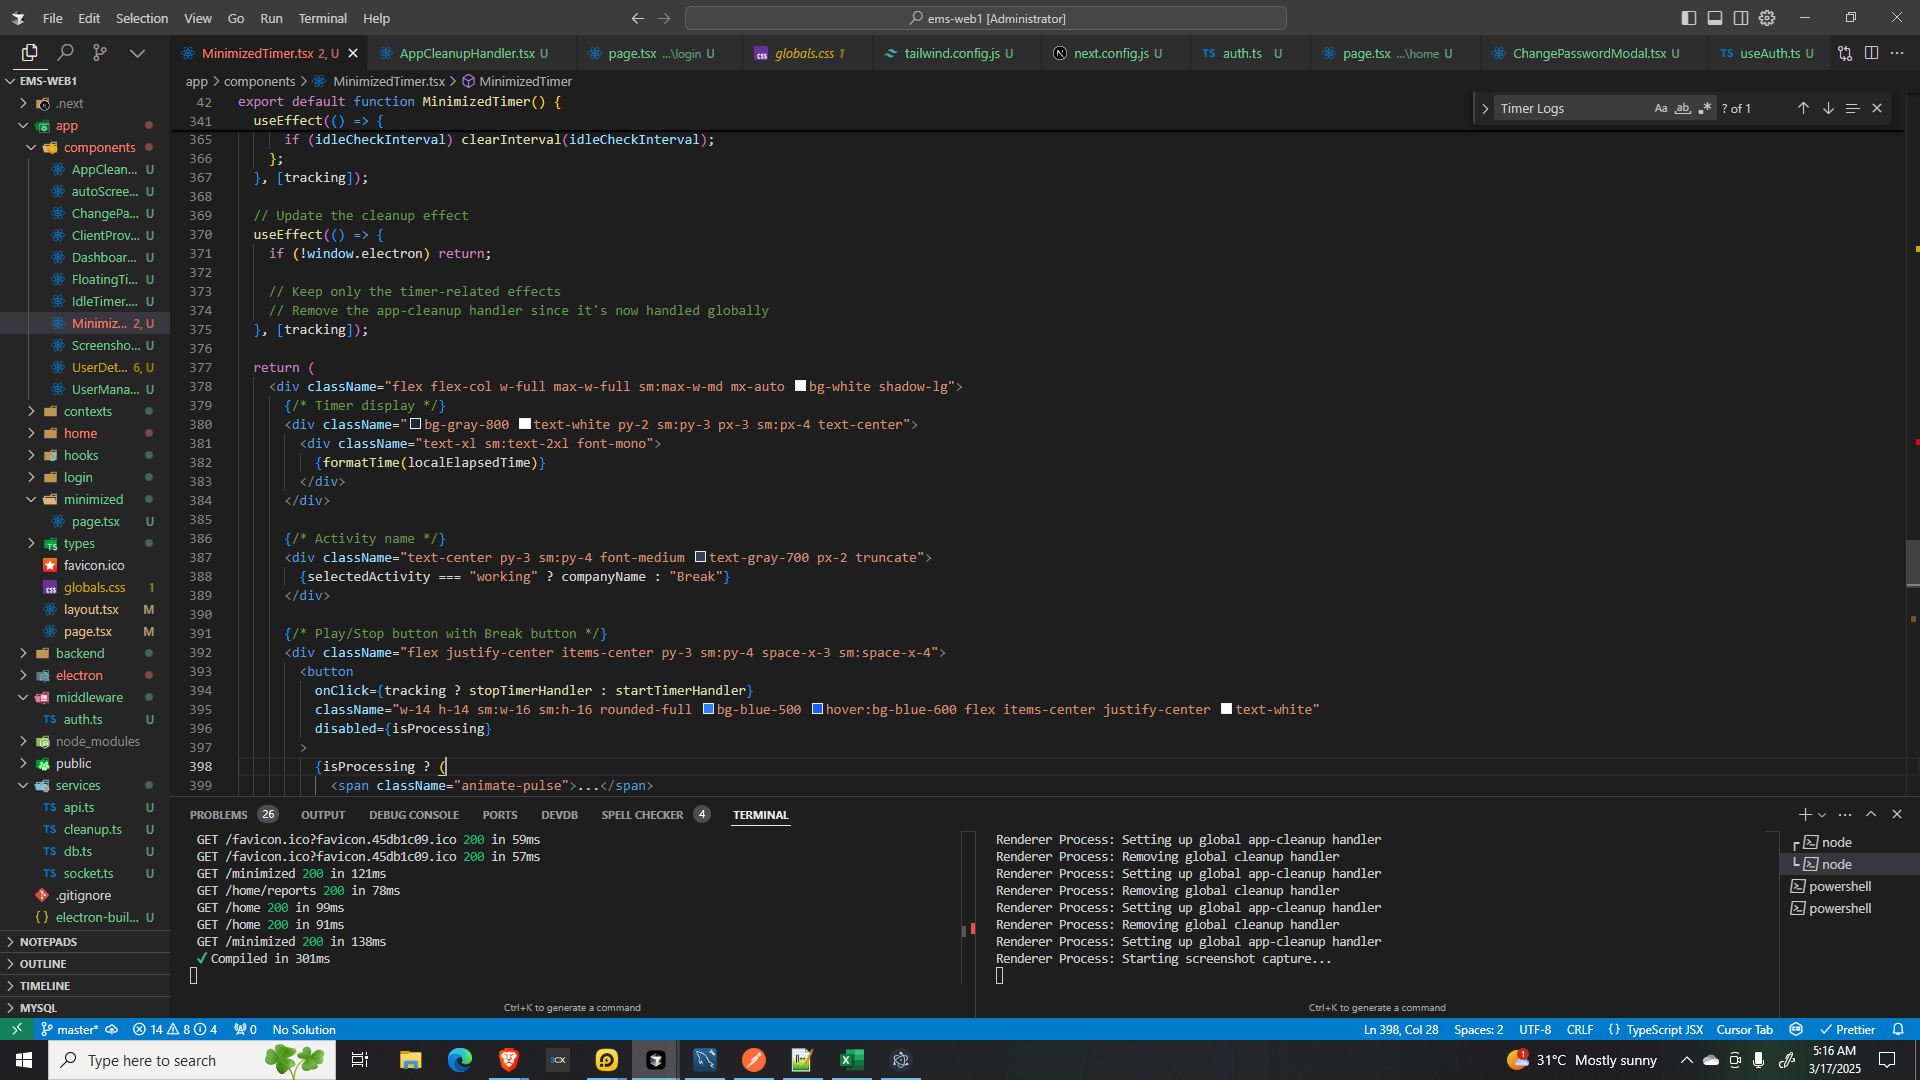 File Edit Selection View Go Run Terminal Help
ems-web1 [Administrator]
MinimizedTimer.tsx 2, U
AppCleanupHandler.tsx U
page.tsx ...\login U
globals.css 1
tailwind.config.js U
next.config.js U
TS auth.ts U
page.tsx ...\home U
ChangePasswordModal.tsx U
TS useAuth.ts U
EMS-WEB1
.next
app
components
AppClean... U
autoScree... U
ChangePa... U
ClientProv... U
Dashboar... U
FloatingTi... U
IdleTimer.... U
Minimiz... 2, U
Screensho... U
UserDet... 6, U
UserMana... U
contexts
home
hooks
login
minimized
page.tsx U
types
favicon.ico
globals.css 1
layout.tsx M
page.tsx M
backend
electron
middleware
TS auth.ts U
node_modules
public
services
TS api.ts U
TS cleanup.ts U
TS db.ts U
TS socket.ts U
.gitignore
{} electron-buil... U
NOTEPADS
OUTLINE
TIMELINE
MYSQL
app > components > MinimizedTimer.tsx > MinimizedTimer
Timer Logs Aa ab ? of 1
42 export default function MinimizedTimer() {
341 useEffect(() => {
365 if (idleCheckInterval) clearInterval(idleCheckInterval);
366 };
367 }, [tracking]);
368
369 // Update the cleanup effect
370 useEffect(() => {
371 if (!window.electron) return;
372
373 // Keep only the timer-related effects
374 // Remove the app-cleanup handler since it's now handled globally
375 }, [tracking]);
376
377 return (
378 <div className="flex flex-col w-full max-w-full sm:max-w-md mx-auto bg-white shadow-lg">
379 {/* Timer display */}
380 <div className="bg-gray-800 text-white py-2 sm:py-3 px-3 sm:px-4 text-center">
381 <div className="text-xl sm:text-2xl font-mono">
382 {formatTime(localElapsedTime)}
383 </div>
384 </div>
385
386 {/* Activity name */}
387 <div className="text-center py-3 sm:py-4 font-medium text-gray-700 px-2 truncate">
388 {selectedActivity === "working" ? companyName : "Break"}
389 </div>
390
391 {/* Play/Stop button with Break button */}
392 <div className="flex justify-center items-center py-3 sm:py-4 space-x-3 sm:space-x-4">
393 <button
394 onClick={tracking ? stopTimerHandler : startTimerHandler}
395 className="w-14 h-14 sm:w-16 sm:h-16 rounded-full bg-blue-500 hover:bg-blue-600 flex items-center justify-center text-white"
396 disabled={isProcessing}
397 >
398 {isProcessing ? (
399 <span className="animate-pulse">...</span>
PROBLEMS 26 OUTPUT DEBUG CONSOLE PORTS DEVDB SPELL CHECKER 4 TERMINAL
GET /favicon.ico?favicon.45db1c09.ico 200 in 59ms
GET /favicon.ico?favicon.45db1c09.ico 200 in 57ms
GET /minimized 200 in 121ms
GET /home/reports 200 in 78ms
GET /home 200 in 99ms
GET /home 200 in 91ms
GET /minimized 200 in 138ms
✓ Compiled in 301ms
Ctrl+K to generate a command
Renderer Process: Setting up global app-cleanup handler
Renderer Process: Removing global cleanup handler
Renderer Process: Setting up global app-cleanup handler
Renderer Process: Removing global cleanup handler
Renderer Process: Setting up global app-cleanup handler
Renderer Process: Removing global cleanup handler
Renderer Process: Setting up global app-cleanup handler
Renderer Process: Starting screenshot capture...
Ctrl+K to generate a command
node
node
powershell
powershell
master* 14 8 4 0 No Solution
Ln 398, Col 28 Spaces: 2 UTF-8 CRLF {} TypeScript JSX Cursor Tab Prettier
Type here to search
31°C Mostly sunny
5:16 AM
3/17/2025